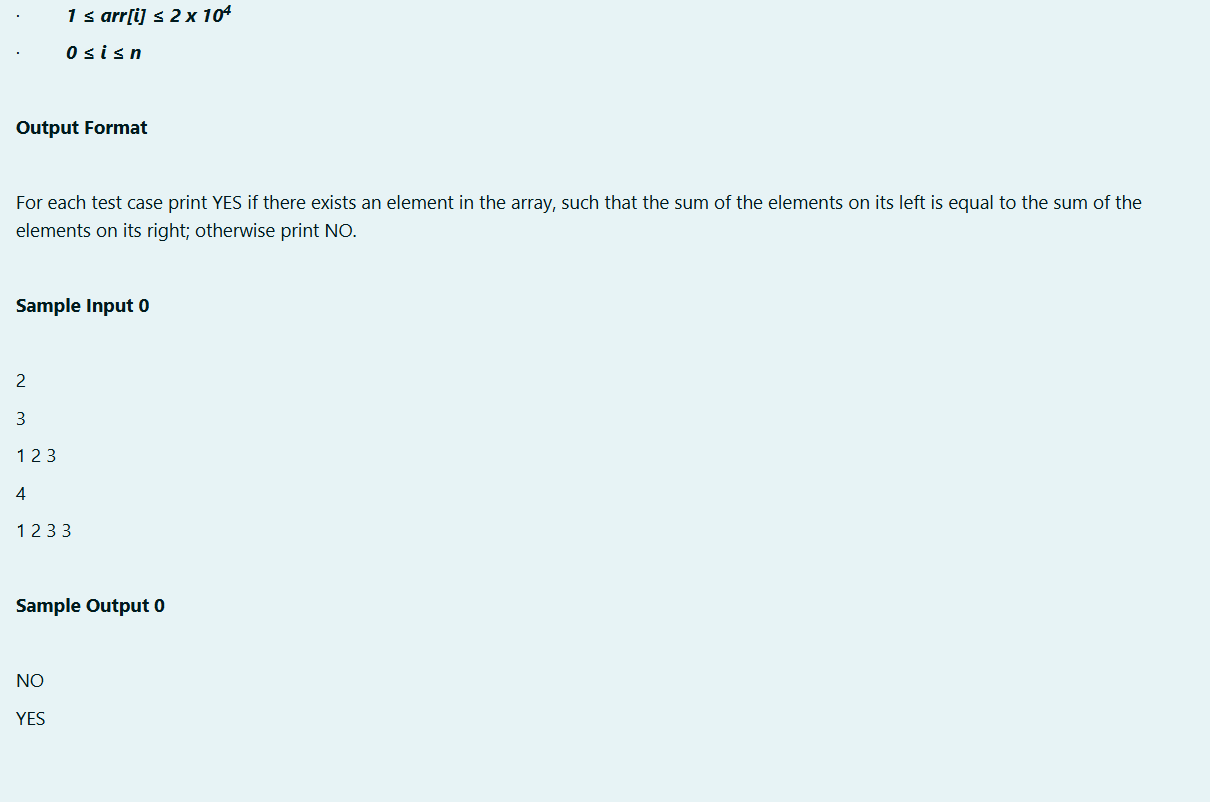 · 1 ≤ arr[i] ≤ 2 x 10⁴
· 0 ≤ i ≤ n
Output Format
For each test case print YES if there exists an element in the array, such that the sum of the elements on its left is equal to the sum of the
elements on its right; otherwise print NO.
Sample Input 0
2
3
1 2 3
4
1 2 3 3
Sample Output 0
NO
YES